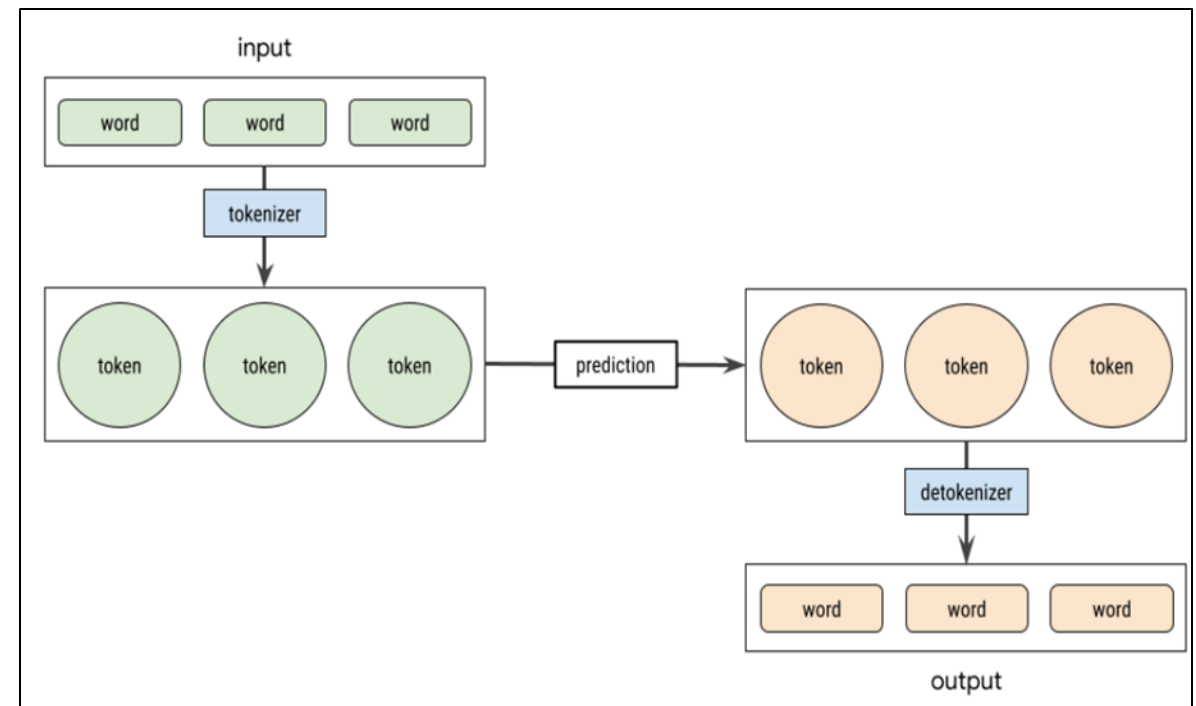 input
word word word
tokenizer
token token token
prediction
token token token
detokenizer
word word word
output